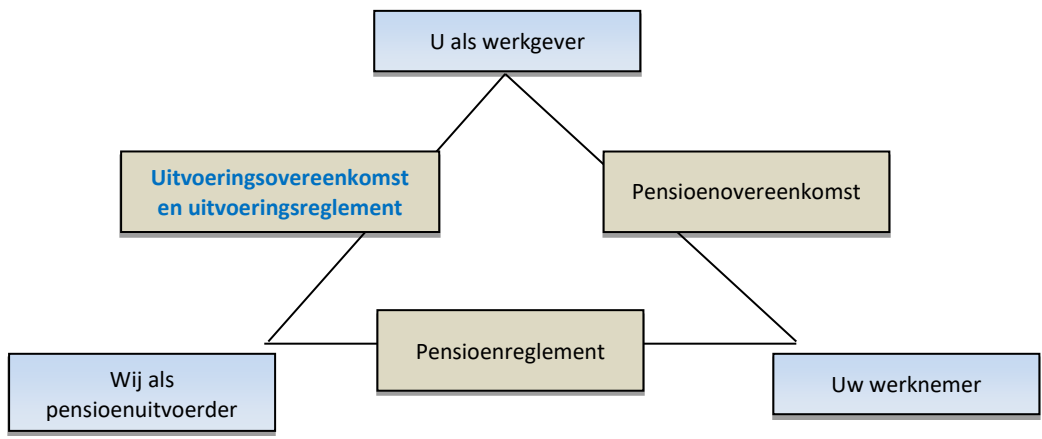 U als werkgever
Uitvoeringsovereenkomst
en uitvoeringsreglement
Pensioenovereenkomst
Pensioenreglement
Wij als
pensioenuitvoerder
Uw werknemer